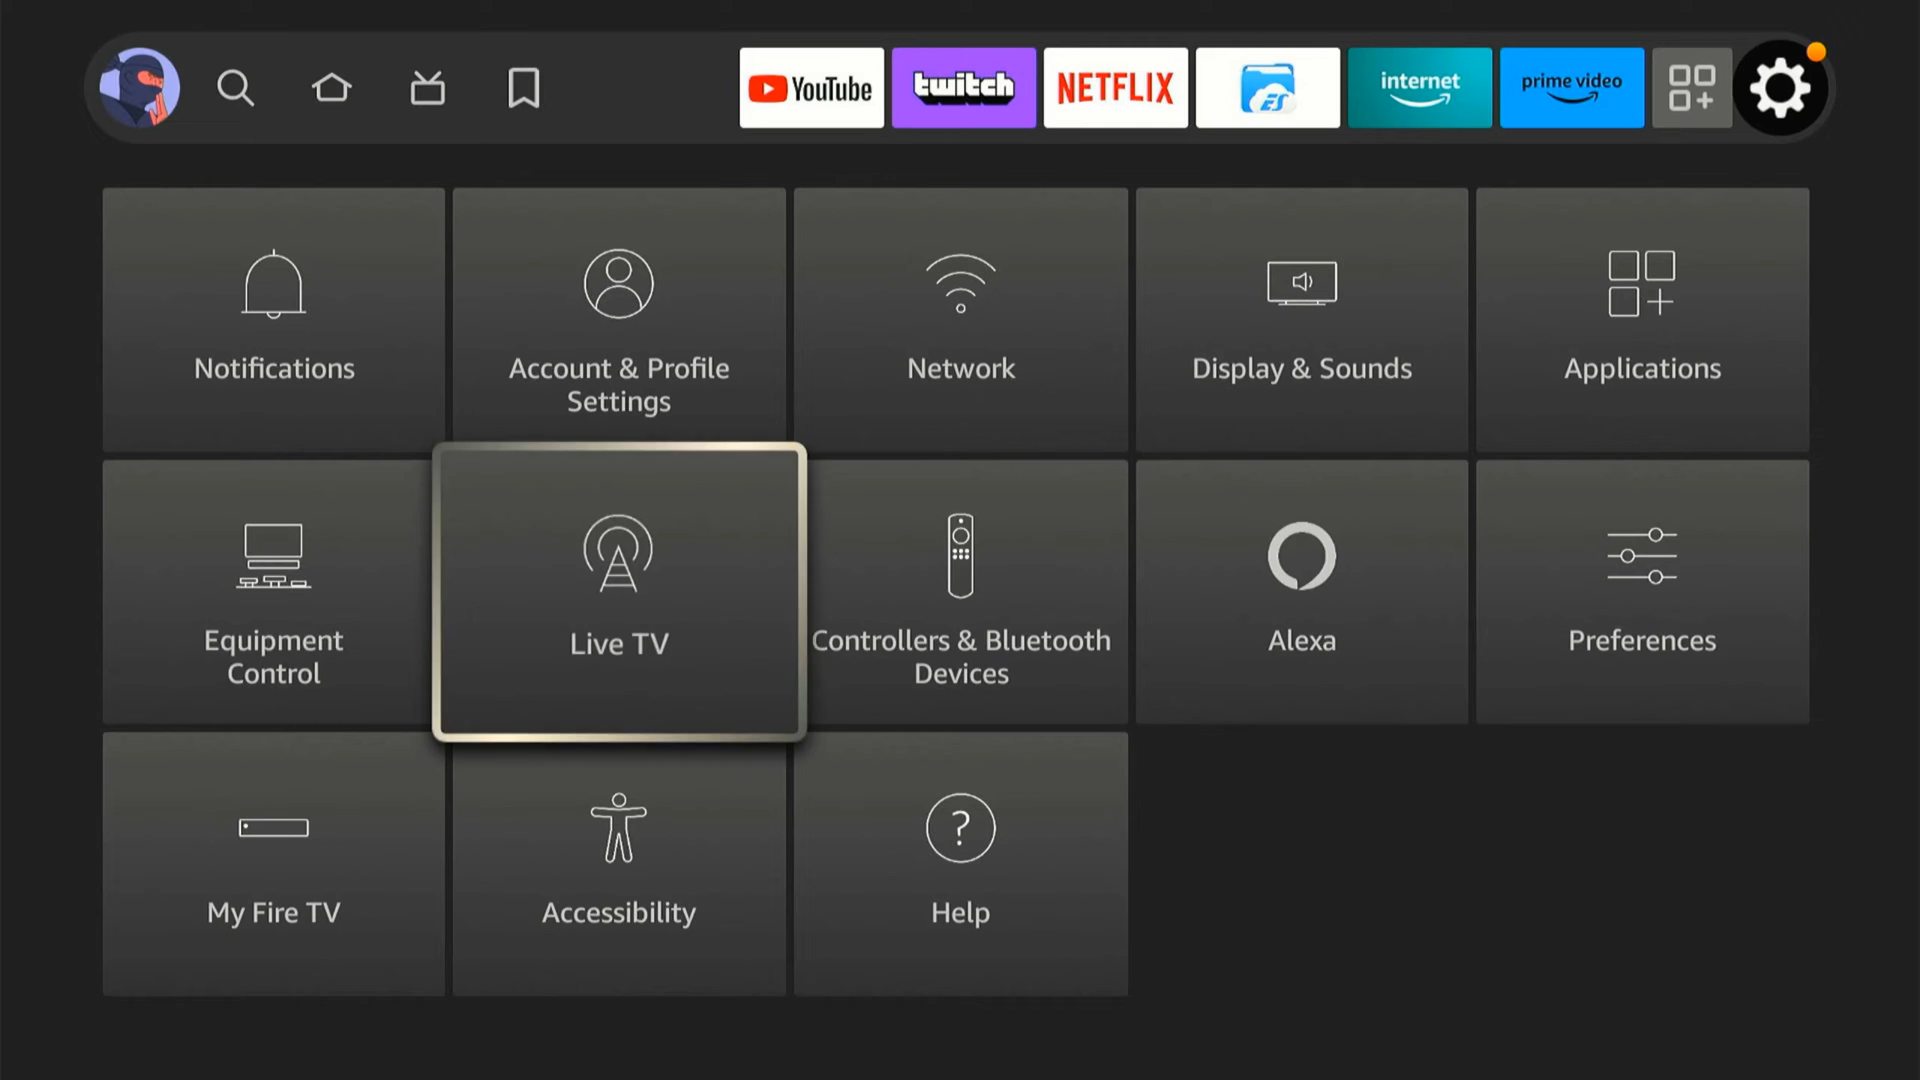 YouTube
twitch
NETFLIX
ES
internet
prime video
Notifications
Account & Profile
Settings
Network
Display & Sounds
Applications
Equipment
Control
Live TV
Controllers & Bluetooth
Devices
Alexa
Preferences
My Fire TV
Accessibility
?
Help